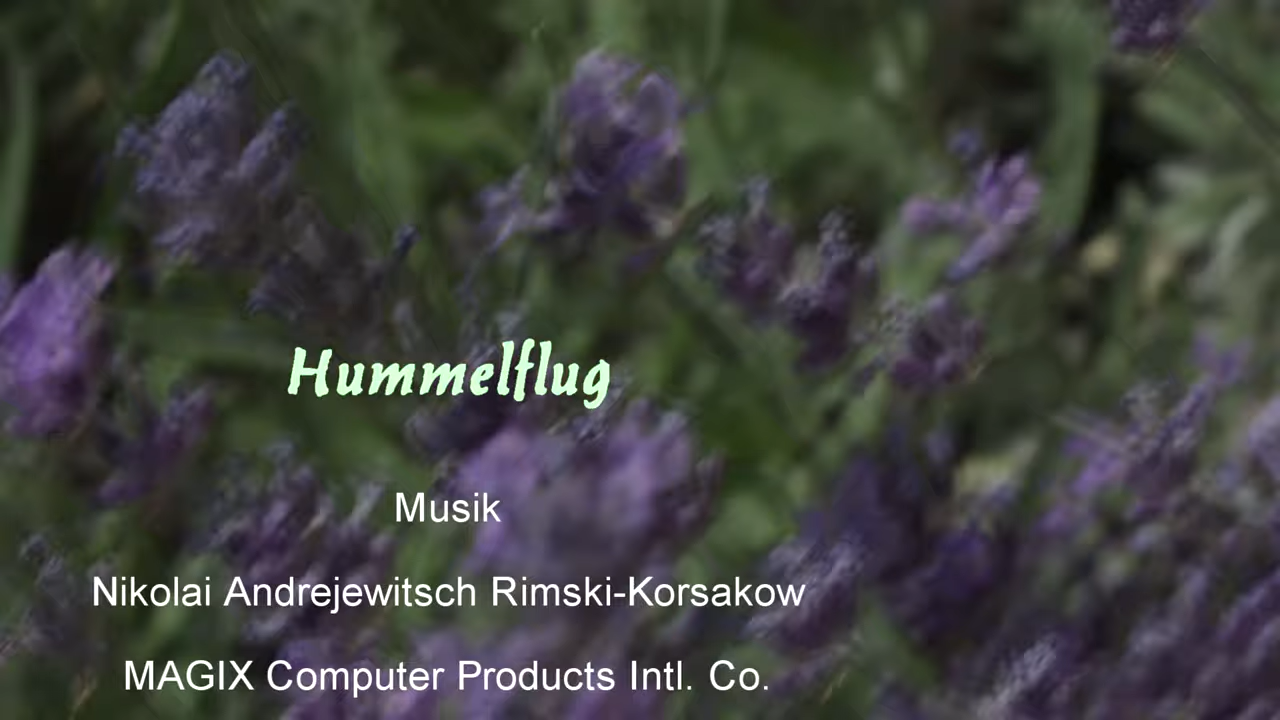 Hummelflug
Musik
Nikolai Andrejewitsch Rimski-Korsakow
MAGIX Computer Products Intl. Co.